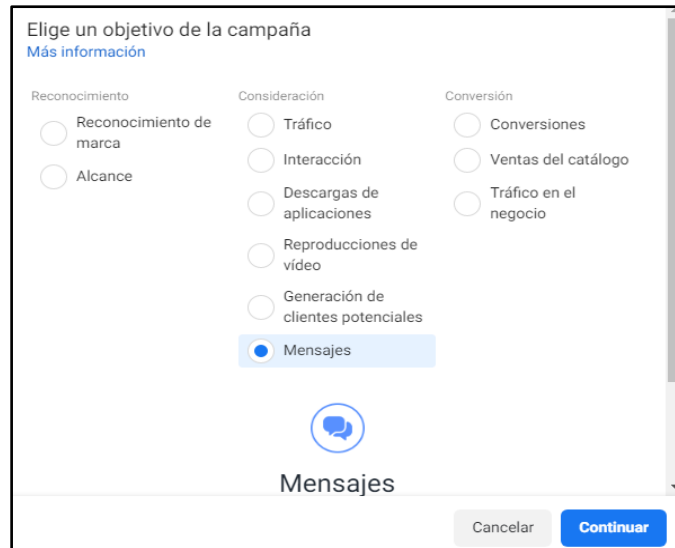 Elige un objetivo de la campaña
Más información
Reconocimiento
Reconocimiento de
marca
Alcance
Consideración
Tráfico
Interacción
Descargas de
aplicaciones
Reproducciones de
vídeo
Generación de
clientes potenciales
Mensajes
Conversión
Conversiones
Ventas del catálogo
Tráfico en el
negocio
Mensajes
Cancelar
Continuar